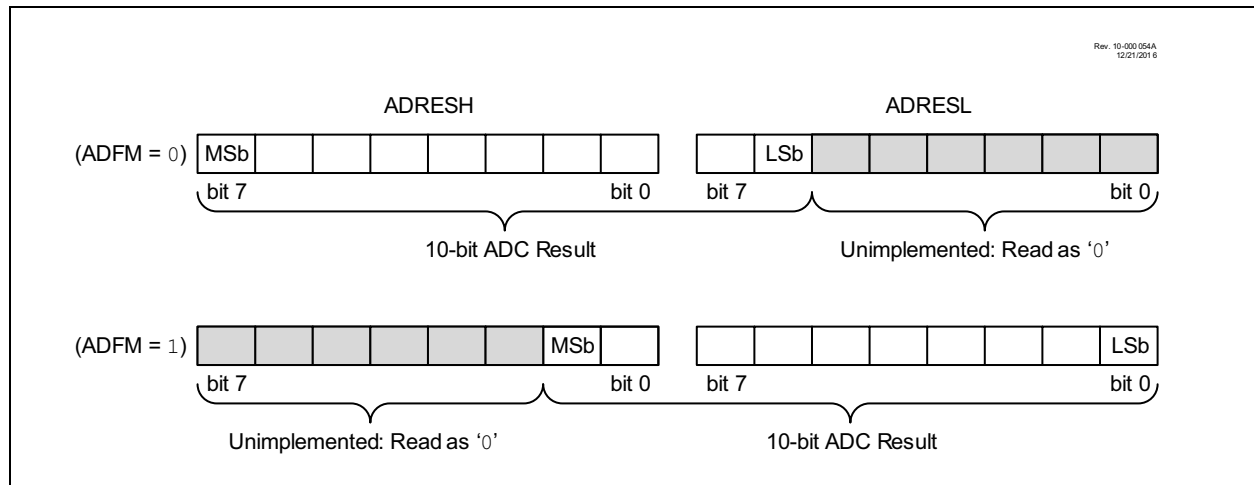 Rev. 10-000 054A
12/21/201 6
ADRESH ADRESL
(ADFM = 0) MSb LSb
bit 7 bit 0 bit 7 bit 0
10-bit ADC Result Unimplemented: Read as ‘0’
(ADFM = 1) MSb LSb
bit 7 bit 0 bit 7 bit 0
Unimplemented: Read as ‘0’ 10-bit ADC Result